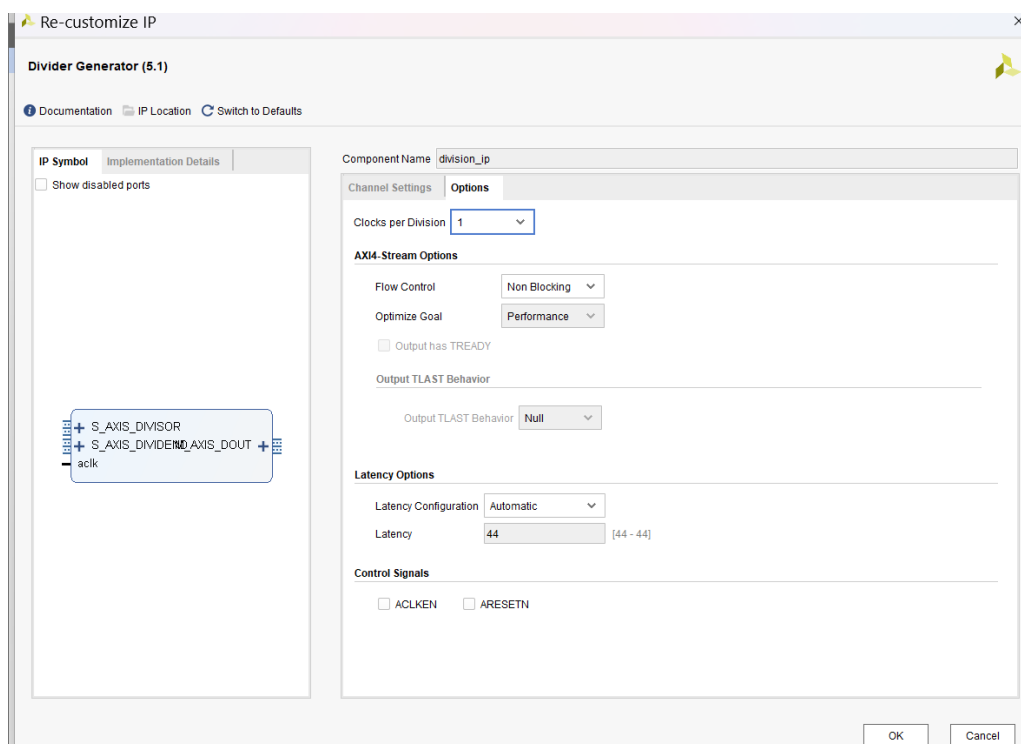 Re-customize IP
Divider Generator (5.1)
Documentation IP Location Switch to Defaults
IP Symbol Implementation Details
Show disabled ports
S_AXIS_DIVISOR
S_AXIS_DIVIDEND M_AXIS_DOUT
aclk
Component Name division_ip
Channel Settings Options
Clocks per Division 1
AXI4-Stream Options
Flow Control Non Blocking
Optimize Goal Performance
Output has TREADY
Output TLAST Behavior
Output TLAST Behavior Null
Latency Options
Latency Configuration Automatic
Latency 44 [44 - 44]
Control Signals
ACLKEN ARESETN
OK Cancel